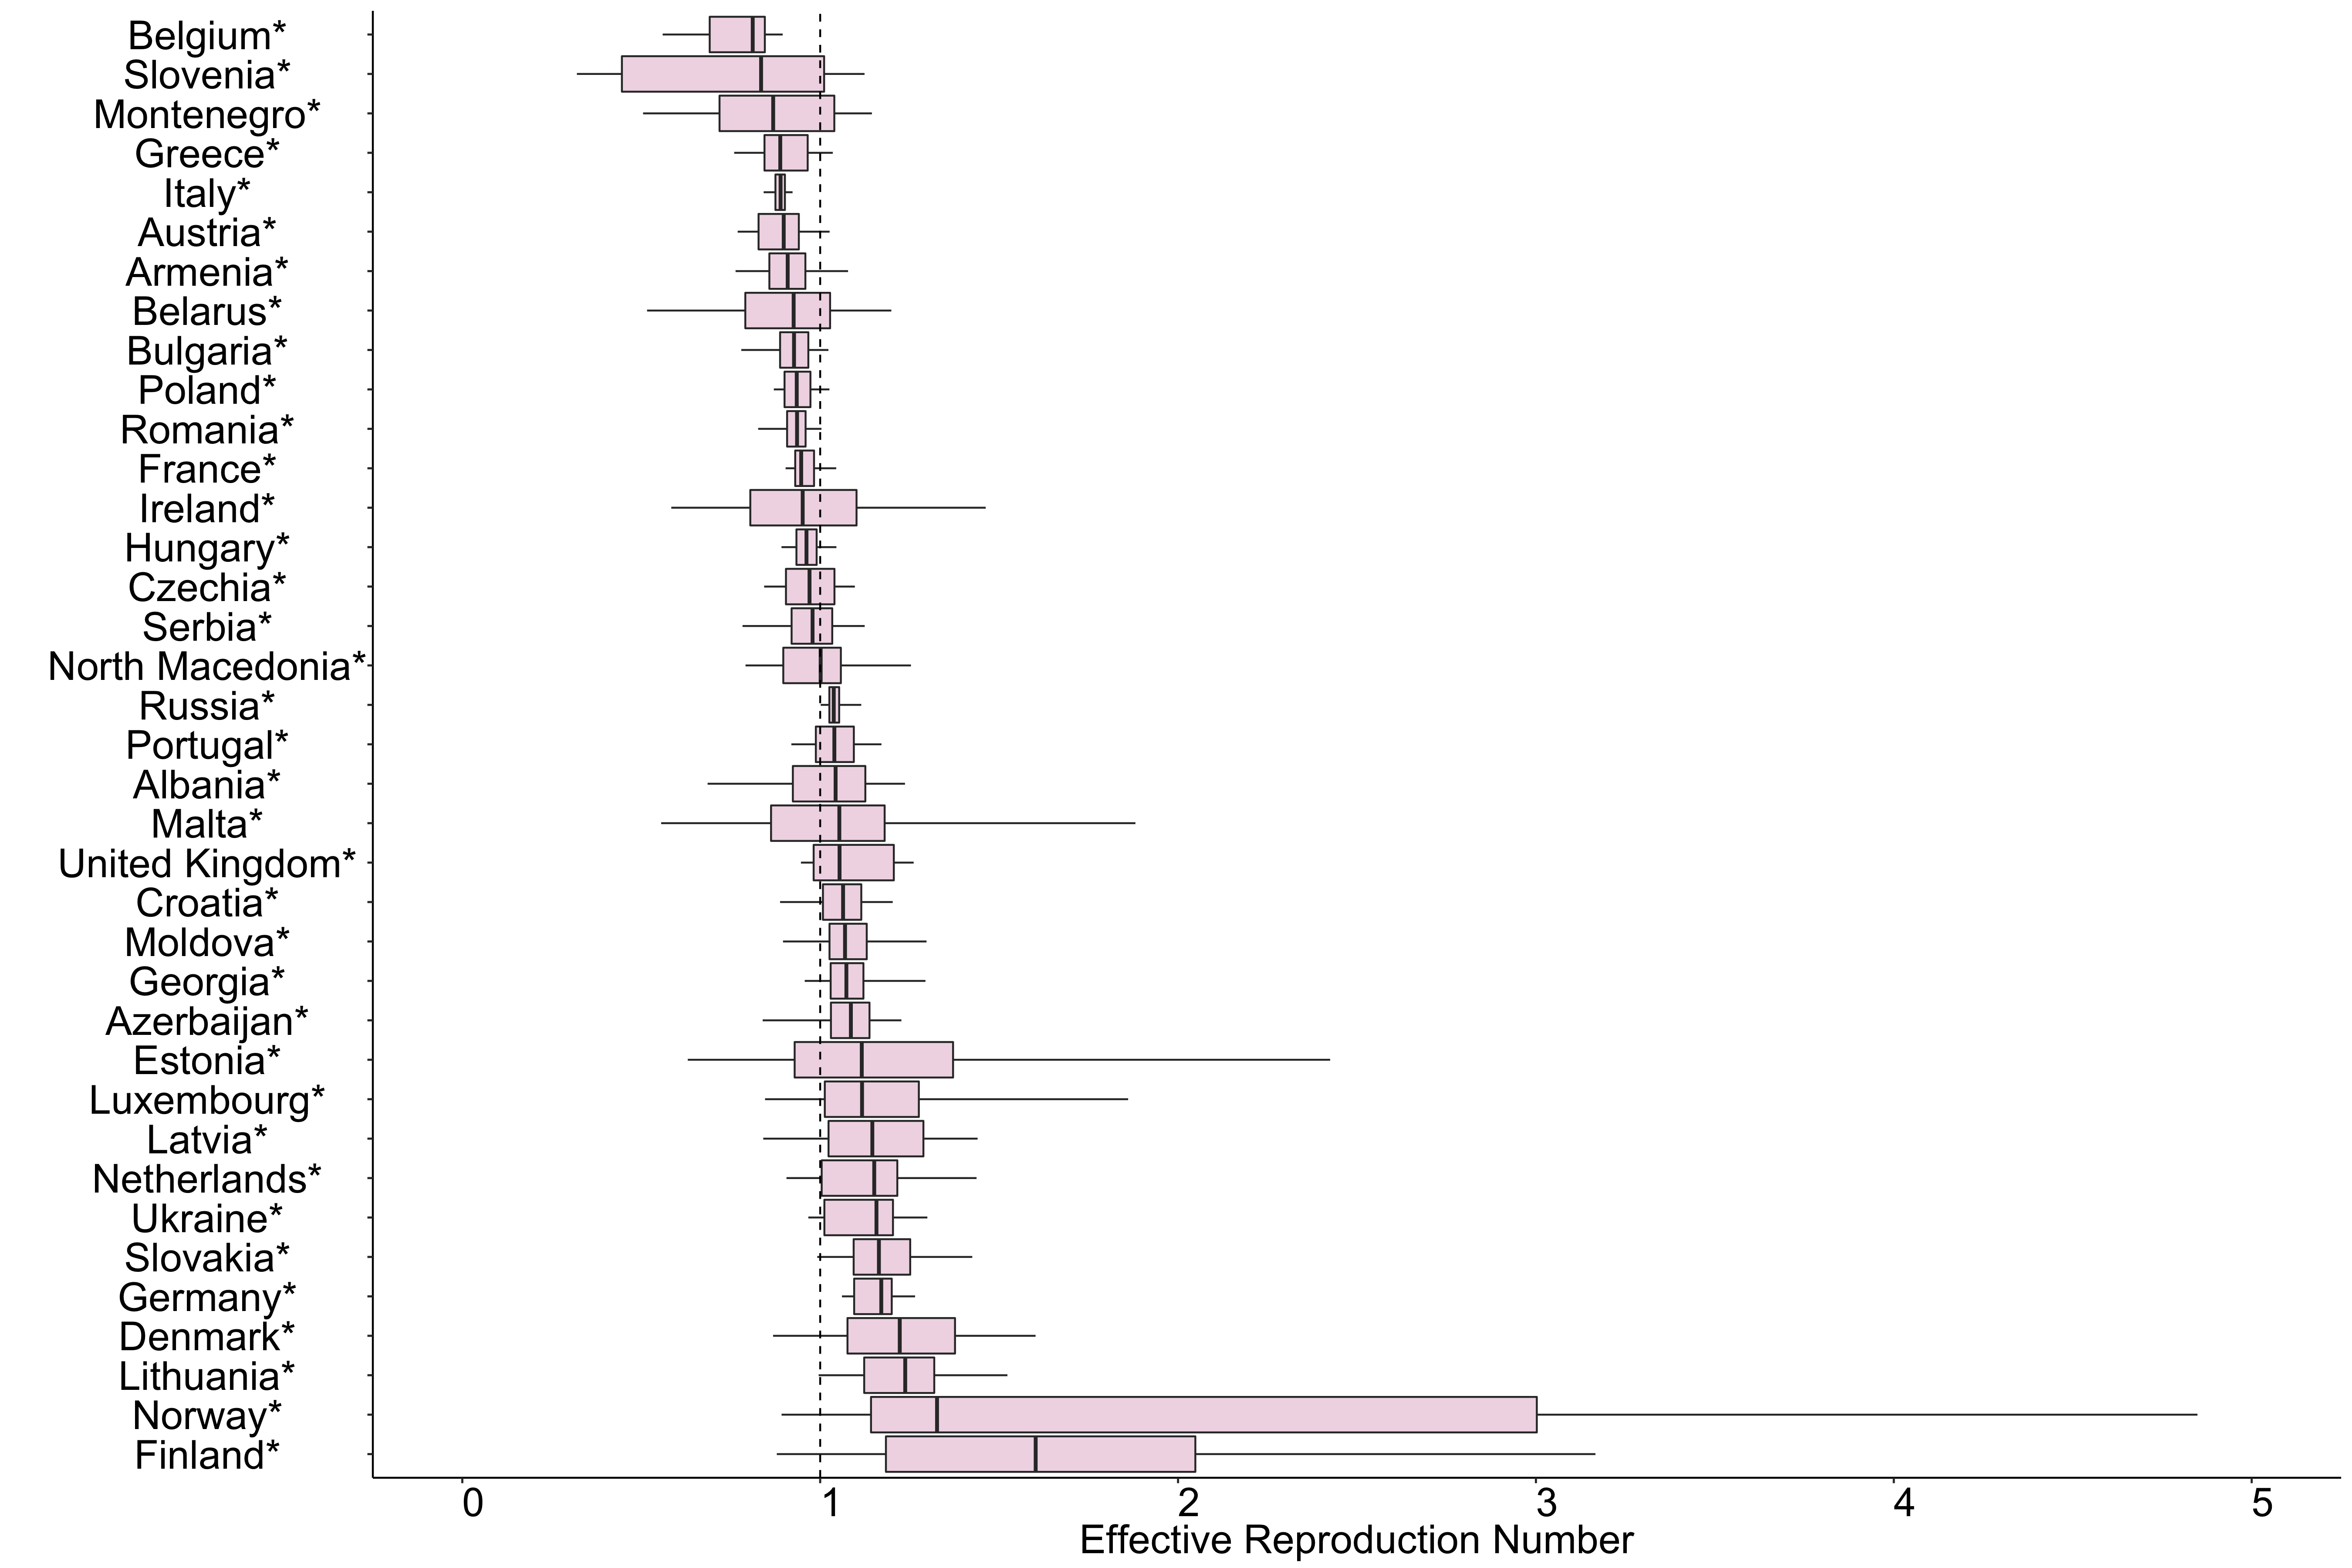 Belgium*
Slovenia*
Montenegro*
Greece*
Italy*
Austria*
Armenia*
Belarus*
Bulgaria*
Poland*
Romania*
France*
Ireland*
Hungary*
Czechia*
Serbia*
North Macedonia*
Russia*
Portugal*
Albania*
Malta*
United Kingdom*
Croatia*
Moldova*
Georgia*
Azerbaijan*
Estonia*
Luxembourg*
Latvia*
Netherlands*
Ukraine*
Slovakia*
Germany*
Denmark*
Lithuania*
Norway*
Finland*
0 1 2 3 4 5
Effective Reproduction Number